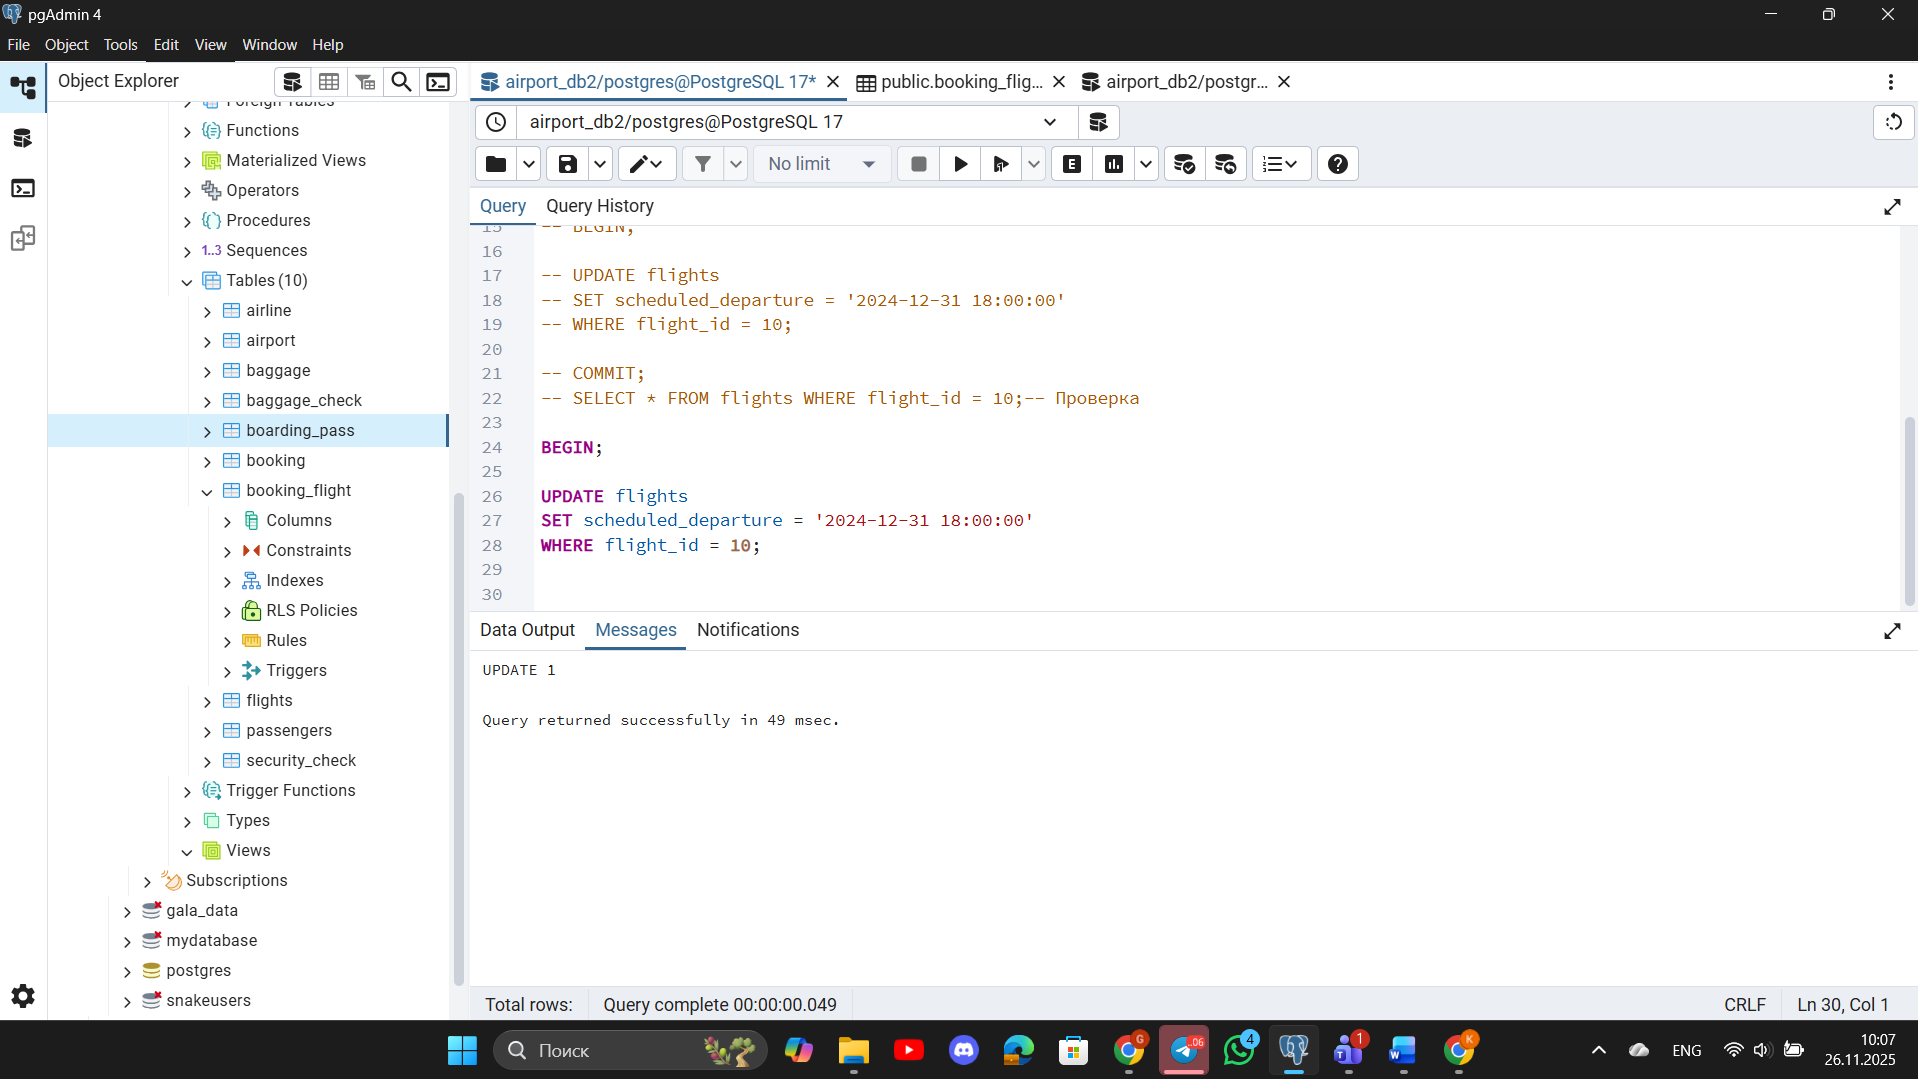 pgAdmin 4
File Object Tools Edit View Window Help
Object Explorer
airport_db2/postgres@PostgreSQL 17*
public.booking_flig...
airport_db2/postgr...
airport_db2/postgres@PostgreSQL 17
No limit
E
Query
Query History
Foreign Tables
Functions
Materialized Views
Operators
Procedures
1..3 Sequences
Tables (10)
airline
airport
baggage
baggage_check
boarding_pass
booking
booking_flight
Columns
Constraints
Indexes
RLS Policies
Rules
Triggers
flights
passengers
security_check
Trigger Functions
Types
Views
Subscriptions
gala_data
mydatabase
postgres
snakeusers
15 -- BEGIN;
16
17 -- UPDATE flights
18 -- SET scheduled_departure = '2024-12-31 18:00:00'
19 -- WHERE flight_id = 10;
20
21 -- COMMIT;
22 -- SELECT * FROM flights WHERE flight_id = 10;-- Проверка
23
24 BEGIN;
25
26 UPDATE flights
27 SET scheduled_departure = '2024-12-31 18:00:00'
28 WHERE flight_id = 10;
29
30
Data Output Messages Notifications
UPDATE 1
Query returned successfully in 49 msec.
Total rows:
Query complete 00:00:00.049
CRLF
Ln 30, Col 1
Поиск
G
.06
4
1
W
K
ENG
10:07
26.11.2025